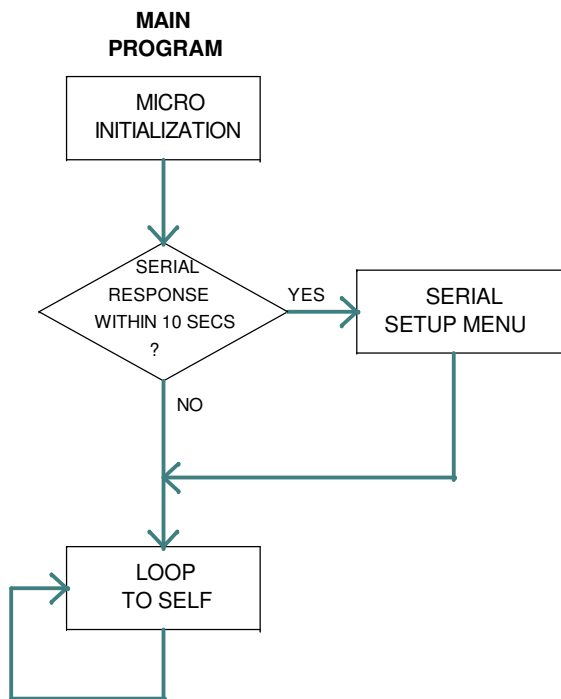 MAIN
PROGRAM
MICRO
INITIALIZATION
SERIAL
RESPONSE
WITHIN 10 SECS
?
YES
SERIAL
SETUP MENU
NO
LOOP
TO SELF